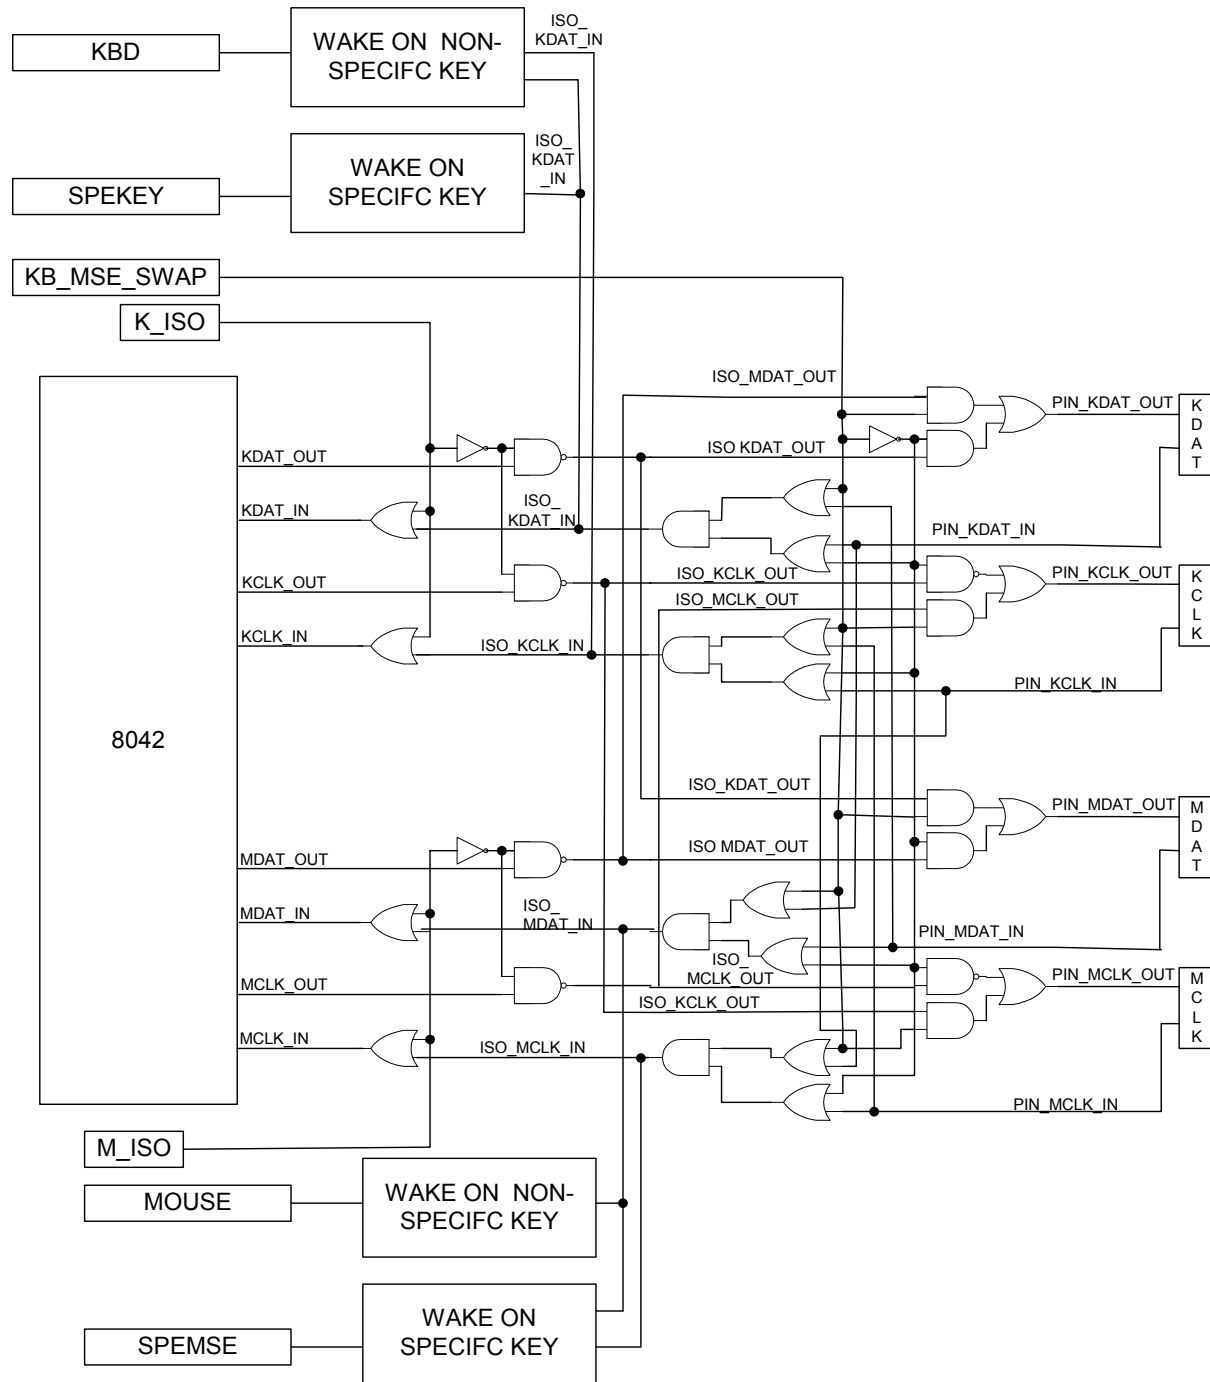 ISO_
KDAT_IN
KBD
WAKE ON NON-
SPECIFC KEY
ISO_
KDAT
_IN
SPEKEY
WAKE ON
SPECIFC KEY
KB_MSE_SWAP
K_ISO
ISO_MDAT_OUT
PIN_KDAT_OUT
K
D
A
T
KDAT_OUT
ISO KDAT_OUT
KDAT_IN
ISO_
KDAT_IN
PIN_KDAT_IN
KCLK_OUT
ISO_KCLK_OUT
PIN_KCLK_OUT
K
C
L
K
ISO_MCLK_OUT
KCLK_IN
ISO_KCLK_IN
PIN_KCLK_IN
8042
ISO_KDAT_OUT
PIN_MDAT_OUT
M
D
A
T
MDAT_OUT
ISO MDAT_OUT
MDAT_IN
ISO_
MDAT_IN
PIN_MDAT_IN
MCLK_OUT
ISO_
MCLK_OUT
PIN_MCLK_OUT
M
C
L
K
ISO_KCLK_OUT
MCLK_IN
ISO_MCLK_IN
PIN_MCLK_IN
M_ISO
MOUSE
WAKE ON NON-
SPECIFC KEY
SPEMSE
WAKE ON
SPECIFC KEY